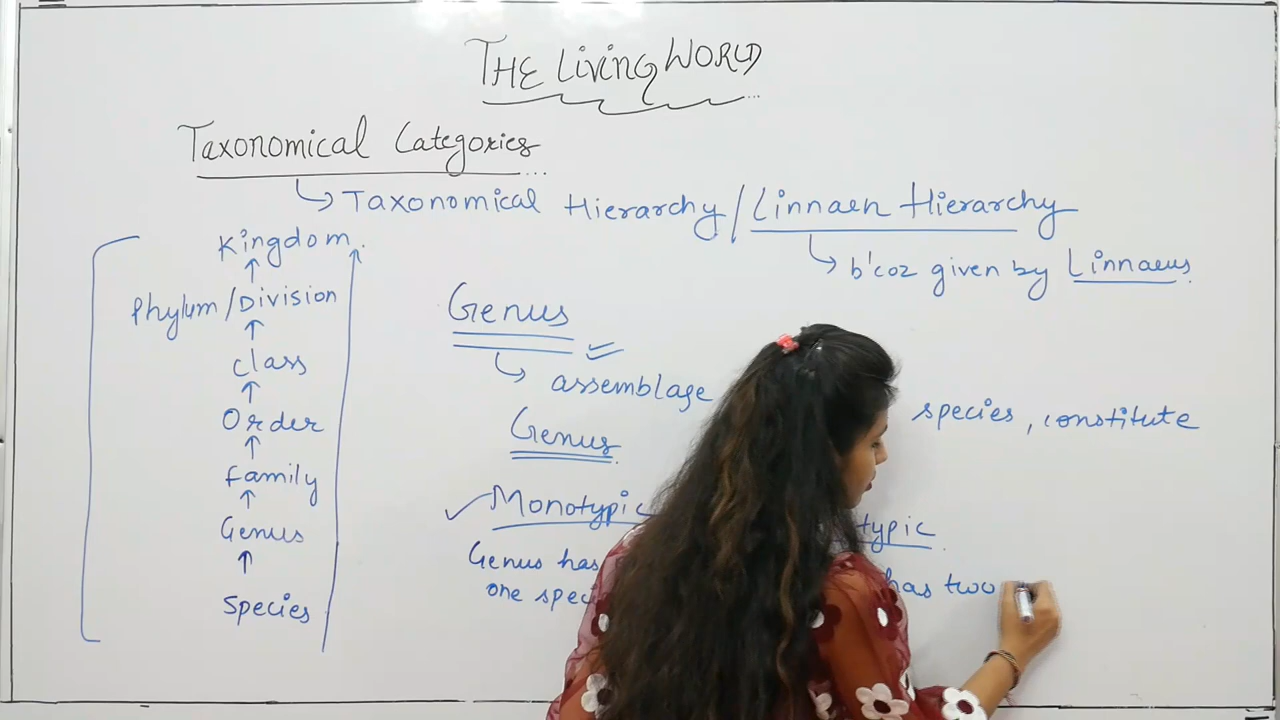 THE LiviNG WORLD
Taxonomical Categories...
Taxonomical Hierarchy/Linnaen Hierarchy
b'coz given by Linnaeus.
Kingdom.
Phylum/Division
Class
Order
Family
Genus
Species
Genus
assemblage
species, constitute
Genus.
Monotypic
typic.
Genus has
has two
one speci